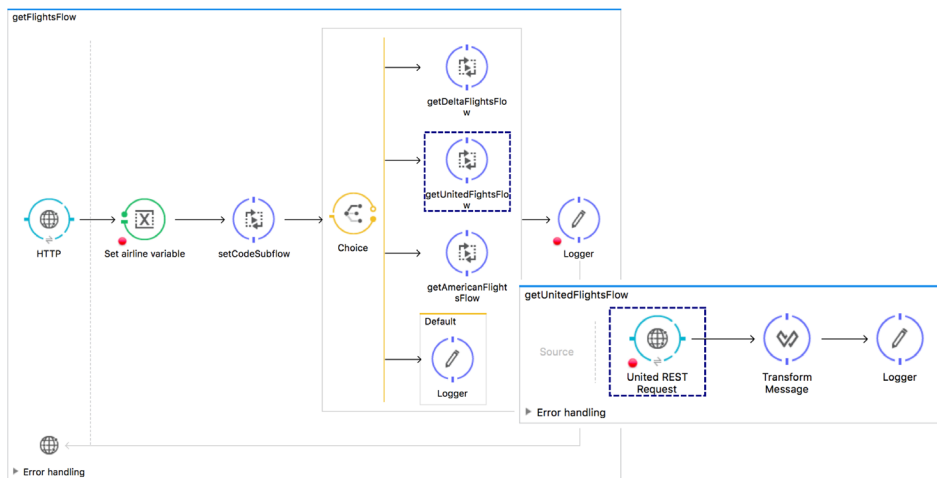 getFlightsFlow
getDeltaFlightsFlo
w
getUnitedFlightsFlo
w
HTTP
Set airline variable
setCodeSubflow
Choice
Logger
getAmericanFlight
sFlow
Default
Logger
getUnitedFlightsFlow
Source
United REST
Request
Transform
Message
Logger
Error handling
Error handling